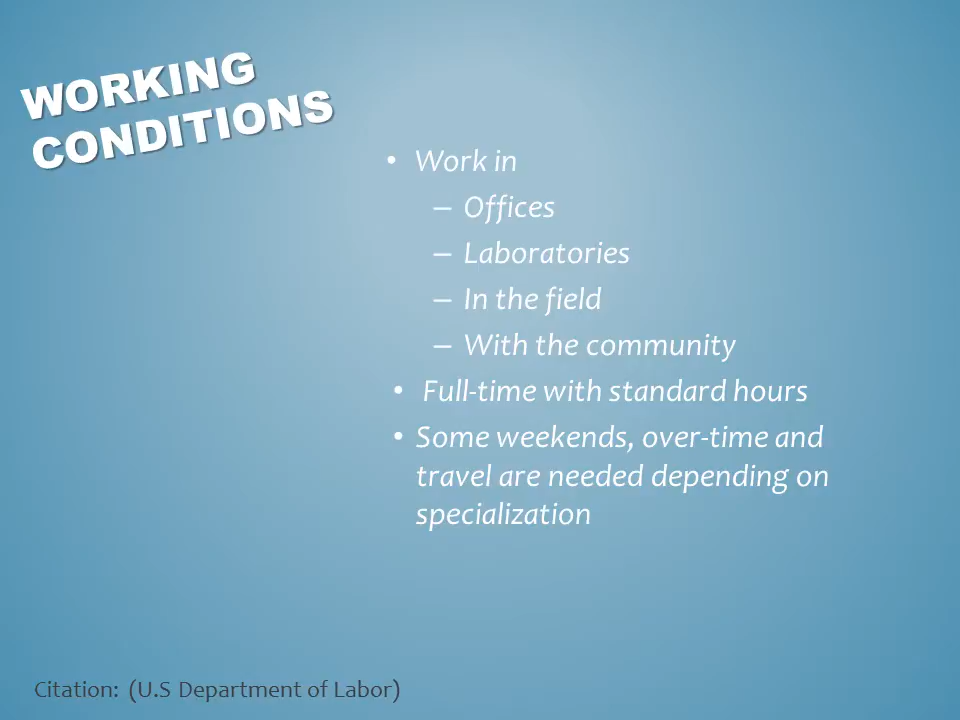 WORKING
CONDITIONS
• Work in
– Offices
– Laboratories
– In the field
– With the community
• Full-time with standard hours
• Some weekends, over-time and
travel are needed depending on
specialization
Citation: (U.S Department of Labor)